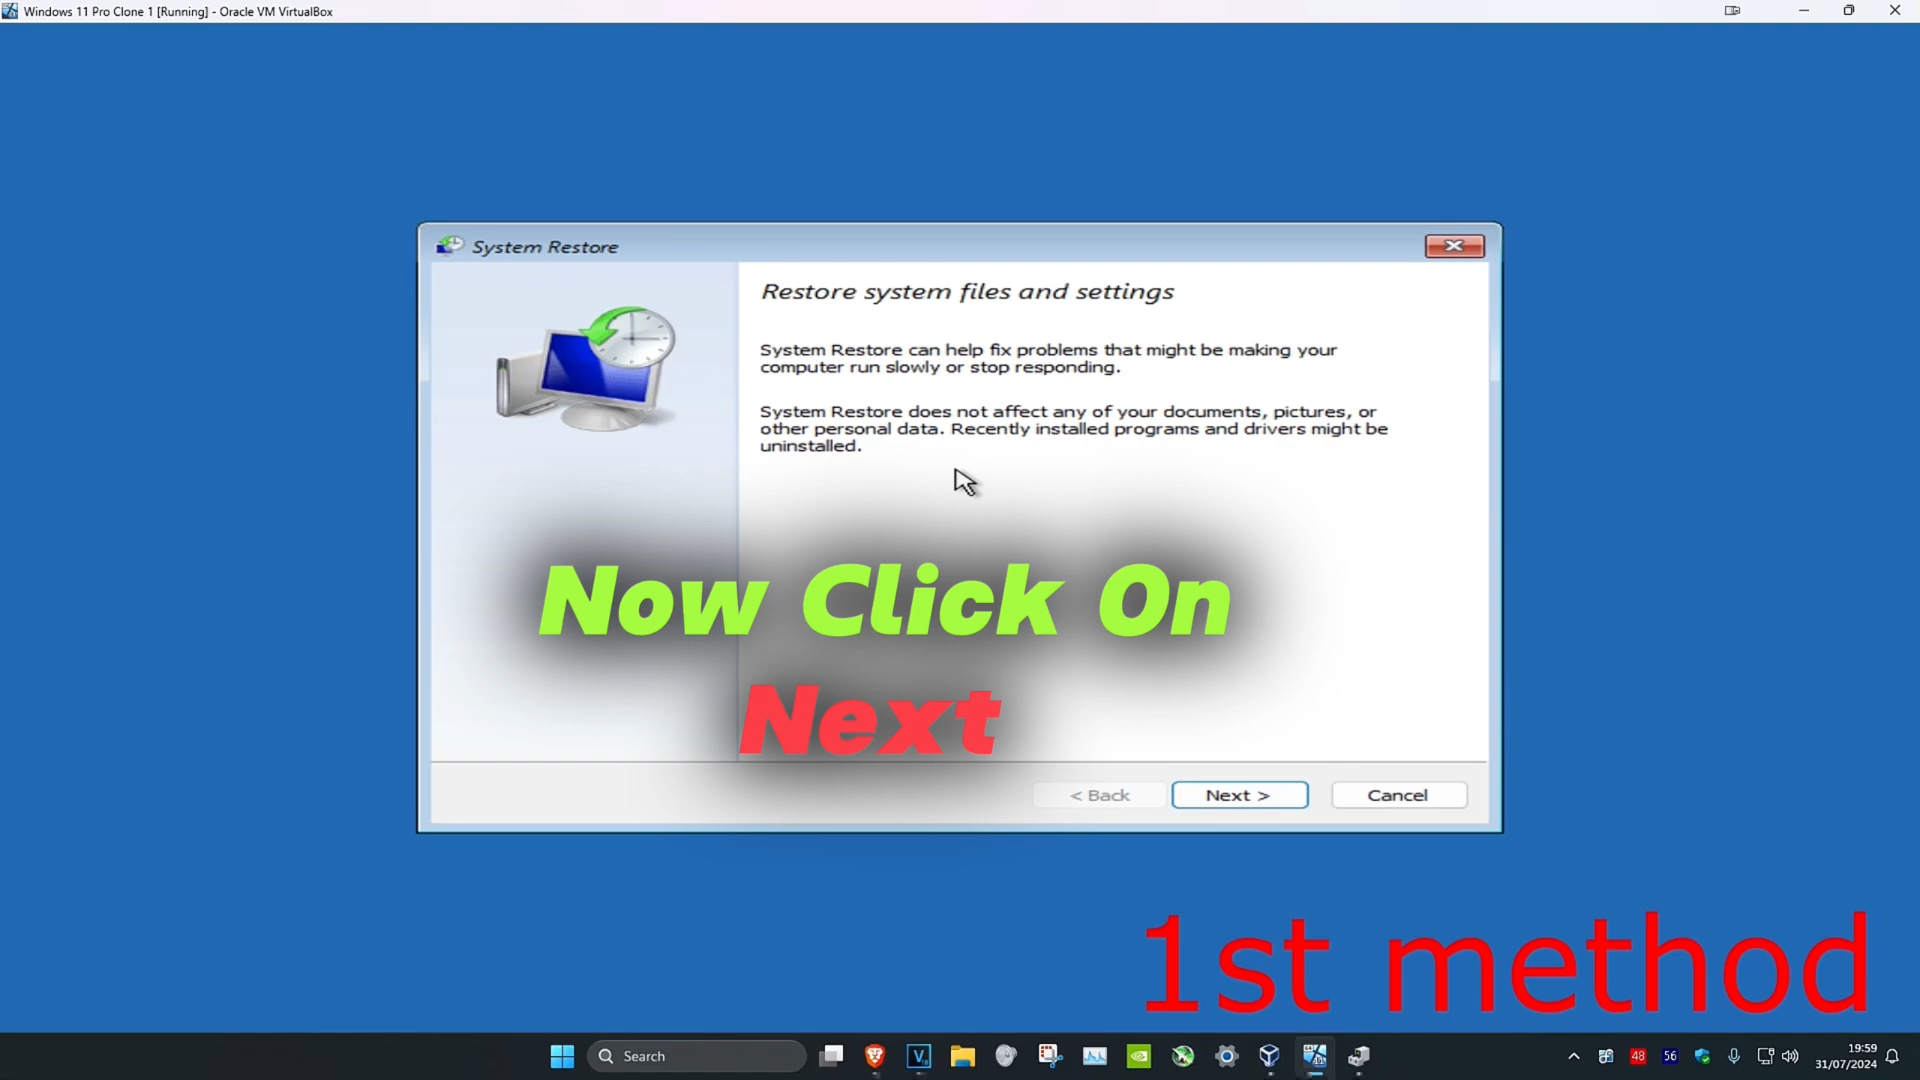 Windows 11 Pro Clone 1 [Running] - Oracle VM VirtualBox
System Restore
Restore system files and settings
System Restore can help fix problems that might be making your
computer run slowly or stop responding.
System Restore does not affect any of your documents, pictures, or
other personal data. Recently installed programs and drivers might be
uninstalled.
Now Click On
Next
< Back
Next >
Cancel
1st method
Search
48
56
19:59
31/07/2024